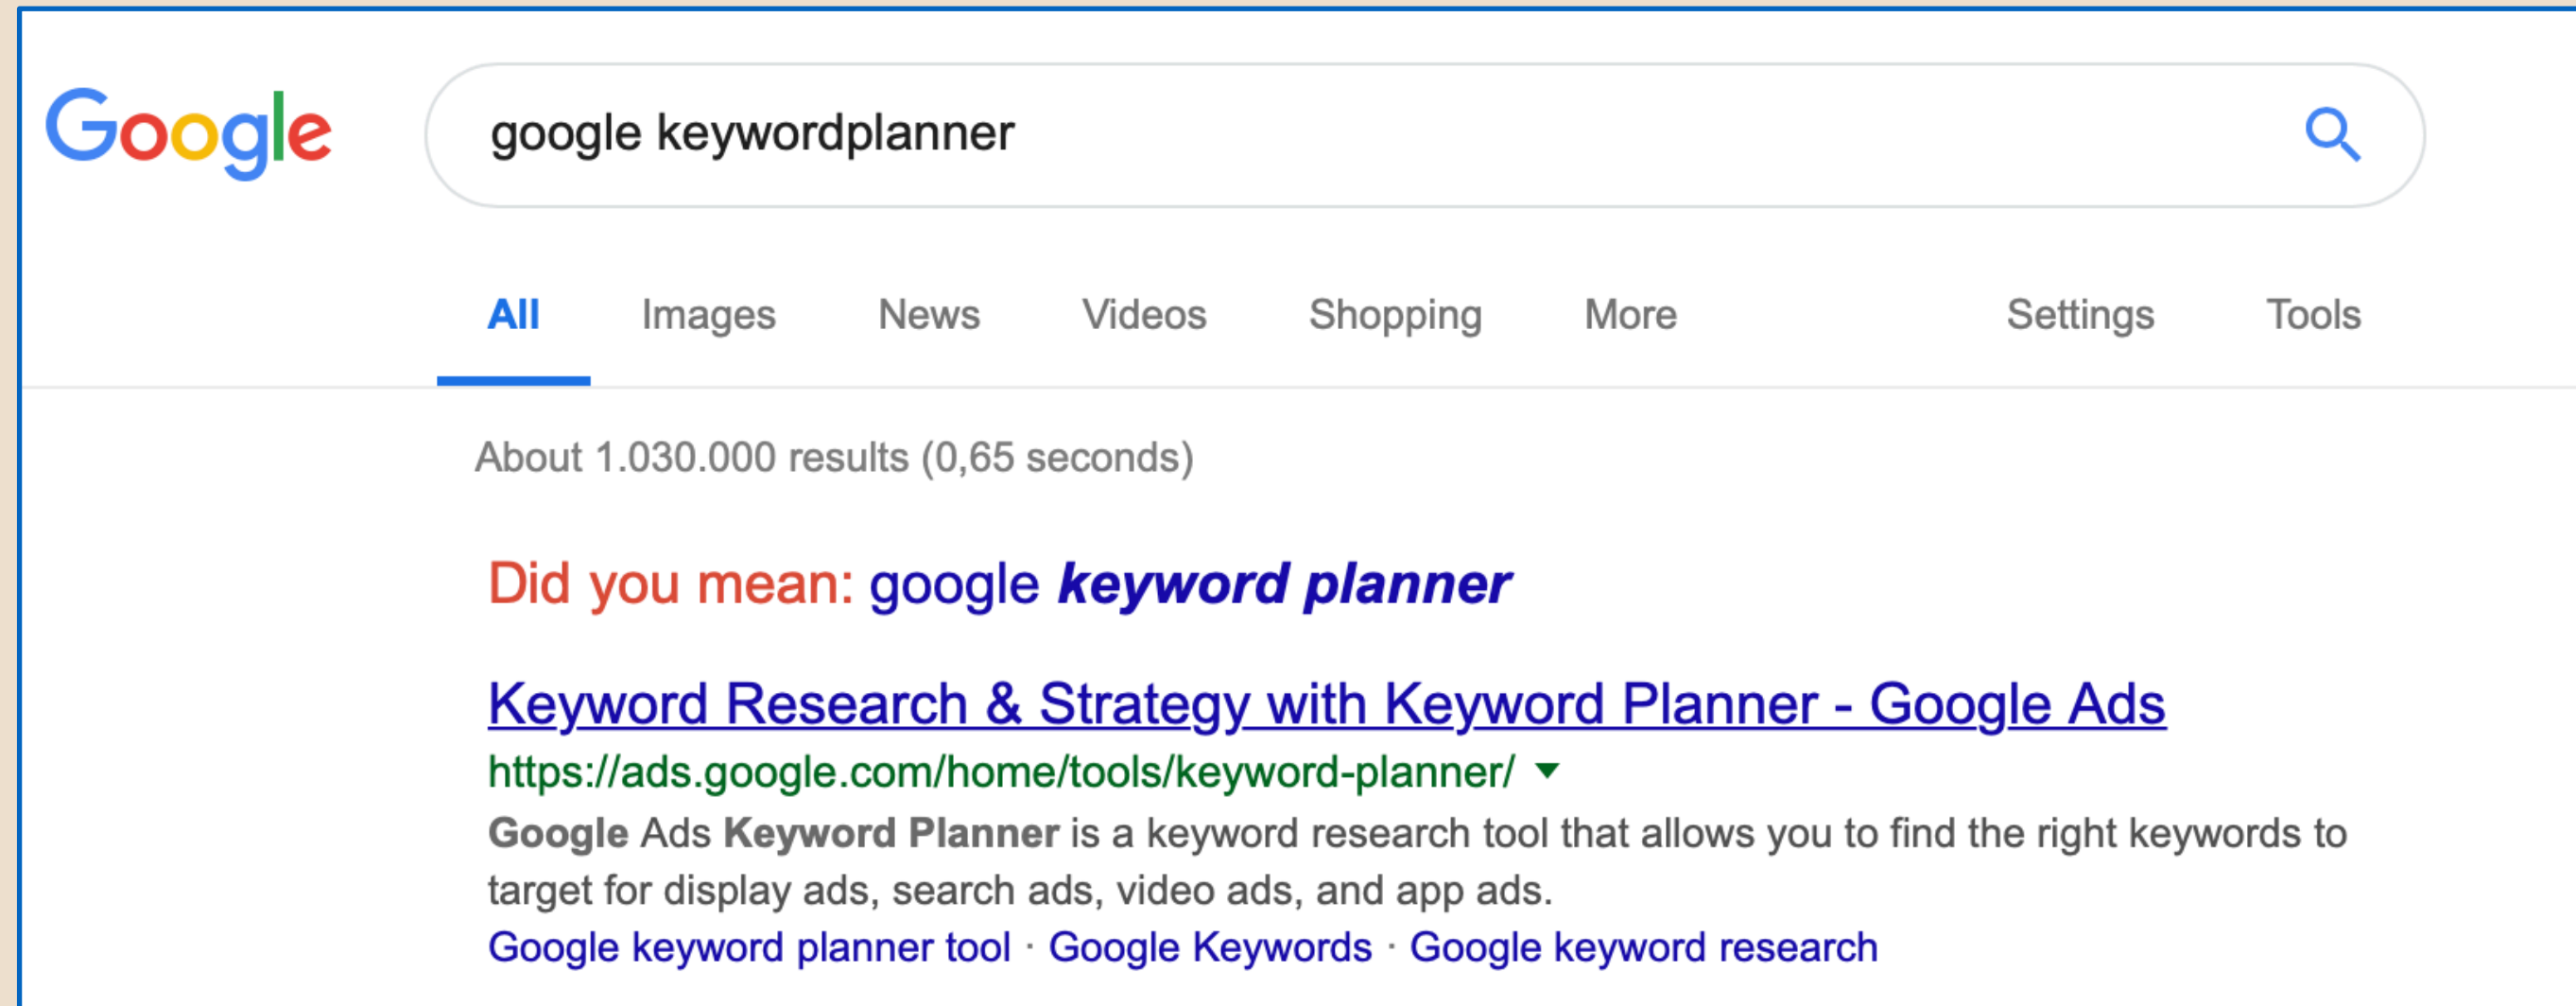 Google
google keywordplanner
All Images News Videos Shopping More Settings Tools
About 1.030.000 results (0,65 seconds)
Did you mean: google keyword planner
Keyword Research & Strategy with Keyword Planner - Google Ads
https://ads.google.com/home/tools/keyword-planner/
Google Ads Keyword Planner is a keyword research tool that allows you to find the right keywords to
target for display ads, search ads, video ads, and app ads.
Google keyword planner tool · Google Keywords · Google keyword research